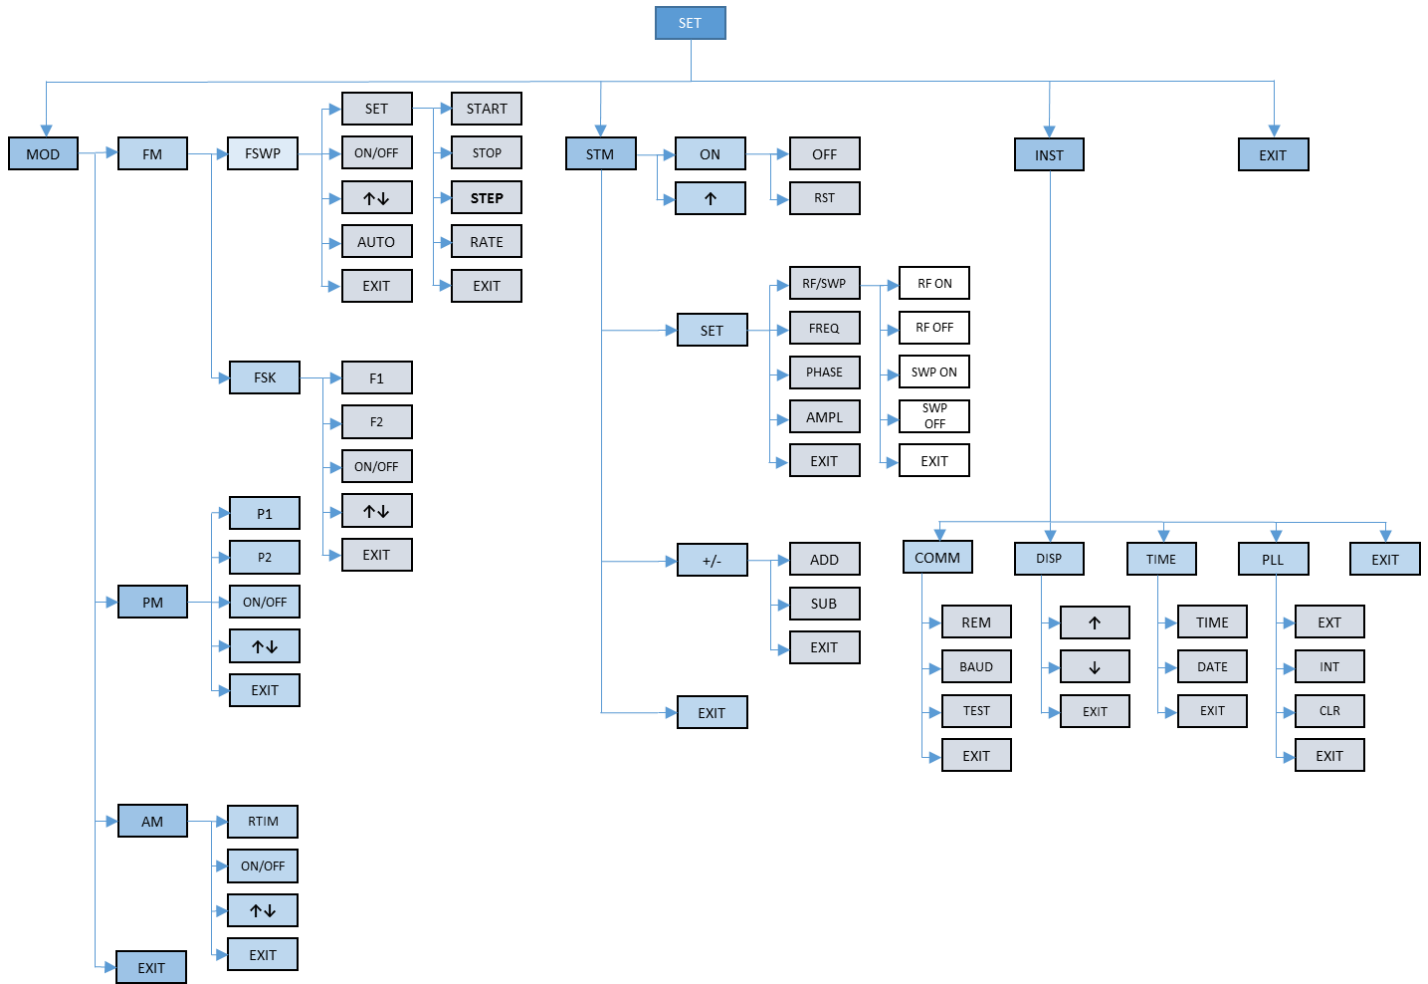 SET
MOD
FM
FSWP
SET
START
ON/OFF
STOP
↑↓
STEP
AUTO
RATE
EXIT
EXIT
FSK
F1
F2
ON/OFF
↑↓
EXIT
PM
P1
P2
ON/OFF
↑↓
EXIT
AM
RTIM
ON/OFF
↑↓
EXIT
EXIT
STM
ON
OFF
↑
RST
SET
RF/SWP
RF ON
FREQ
RF OFF
PHASE
SWP ON
AMPL
SWP
OFF
EXIT
EXIT
+/-
ADD
SUB
EXIT
EXIT
INST
COMM
REM
BAUD
TEST
EXIT
DISP
↑
↓
EXIT
TIME
TIME
DATE
EXIT
PLL
EXT
INT
CLR
EXIT
EXIT
EXIT